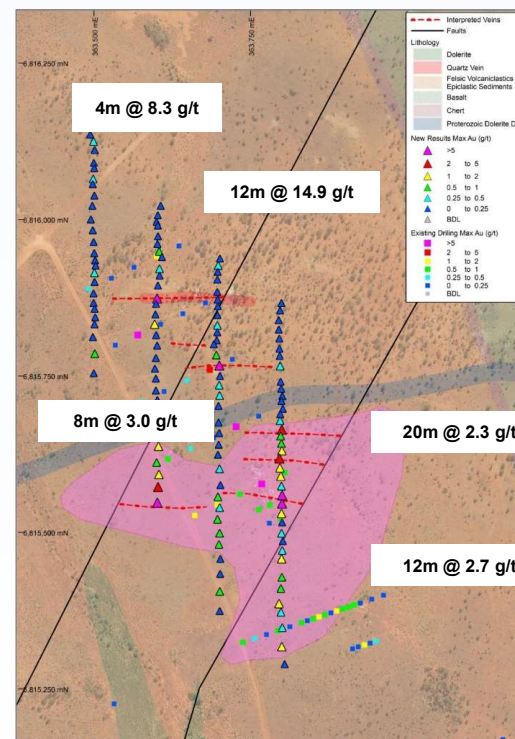 363,500 mE
363,750 mE
6,816,250 mN
6,816,000 mN
6,815,750 mN
6,815,500 mN
6,815,250 mN
4m @ 8.3 g/t
12m @ 14.9 g/t
8m @ 3.0 g/t
20m @ 2.3 g/t
12m @ 2.7 g/t
Interpreted Veins
Faults
Lithology
Dolerite
Quartz Vein
Felsic Volcaniclastics
Epiclastic Sediments
Basalt
Chert
Proterozoic Dolerite D
New Results Max Au (g/t)
>5
2 to 5
1 to 2
0.5 to 1
0.25 to 0.5
0 to 0.25
BDL
Existing Drilling Max Au (g/t)
>5
2 to 5
1 to 2
0.5 to 1
0.25 to 0.5
0 to 0.25
BDL